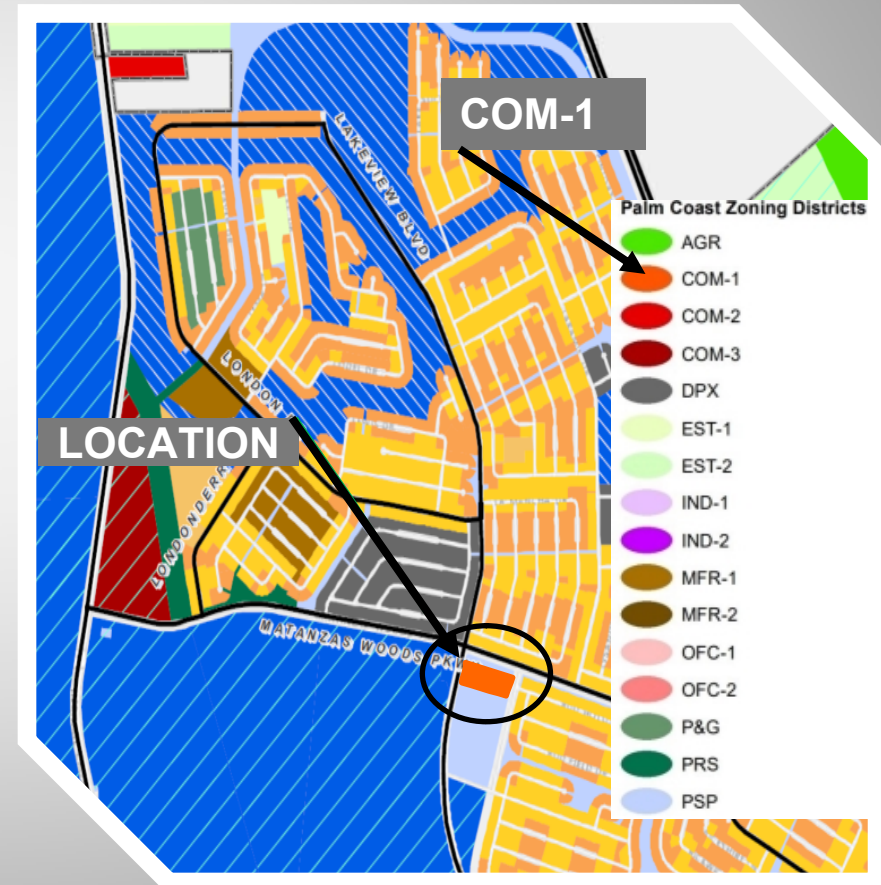 COM-1
LAKEVIEW BLVD
Palm Coast Zoning Districts
AGR
COM-1
COM-2
COM-3
DPX
EST-1
EST-2
IND-1
IND-2
MFR-1
MFR-2
OFC-1
OFC-2
P&G
PRS
PSP
LONDON
LOCATION
LONDONDERR
MATANZAS WOODS PKW